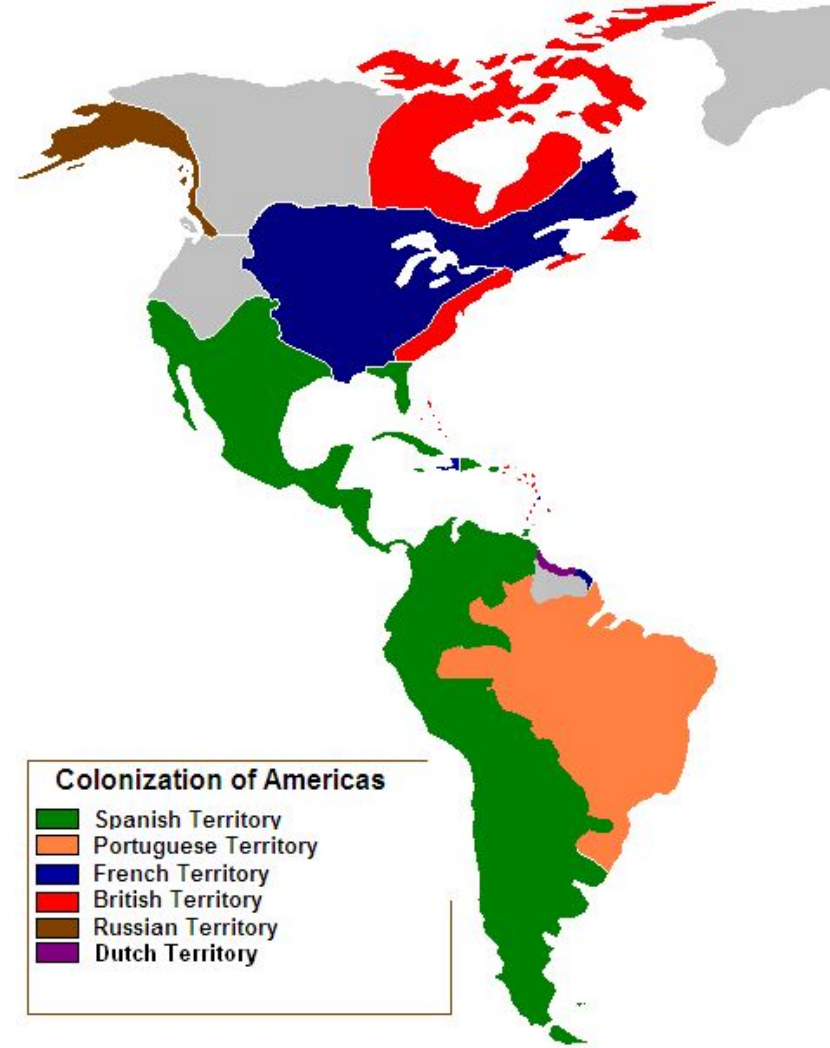 Colonization of Americas
Spanish Territory
Portuguese Territory
French Territory
British Territory
Russian Territory
Dutch Territory